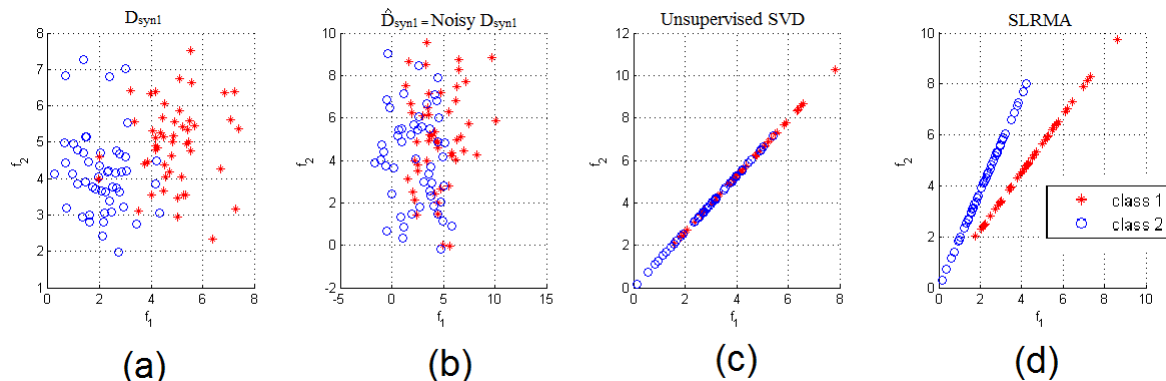 Dsyn1
D̂syn1 = Noisy Dsyn1
Unsupervised SVD
SLRMA
8
7
6
5
4
3
2
1
0 2 4 6 8
f2
f1
10
8
6
4
2
0
-2
-5 0 5 10 15
f2
f1
12
10
8
6
4
2
0
0 2 4 6 8
f2
f1
10
8
6
4
2
0
0 2 4 6 8 10
f2
f1
class 1
class 2
(a)
(b)
(c)
(d)